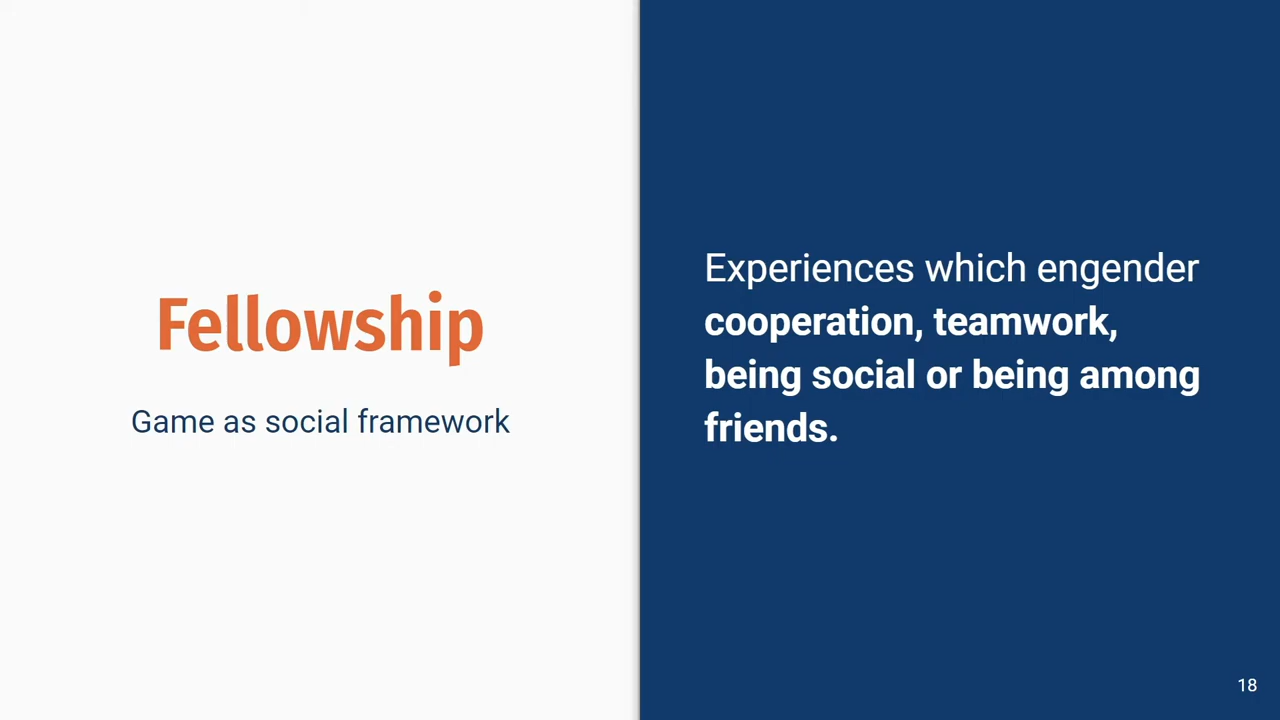 Fellowship
Game as social framework
Experiences which engender
cooperation, teamwork,
being social or being among
friends.
18